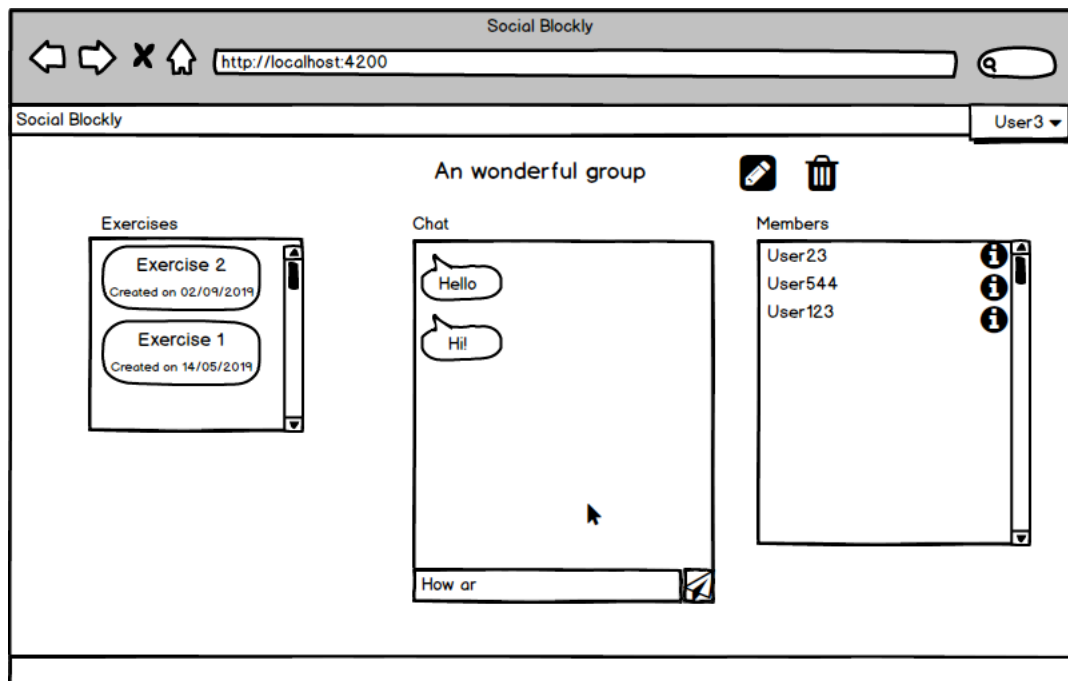 Social Blockly
http://localhost:4200
Social Blockly
User3
An wonderful group
Exercises
Exercise 2
Created on 02/09/2019
Exercise 1
Created on 14/05/2019
Chat
Hello
Hi!
How ar
Members
User23
User544
User123